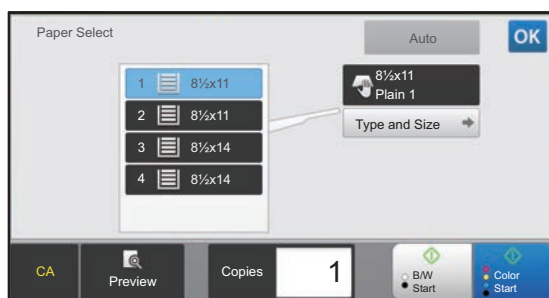 Paper Select
Auto
OK
1 8½x11
2 8½x11
3 8½x14
4 8½x14
8½x11
Plain 1
Type and Size
CA
Preview
Copies
1
B/W
Start
Color
Start